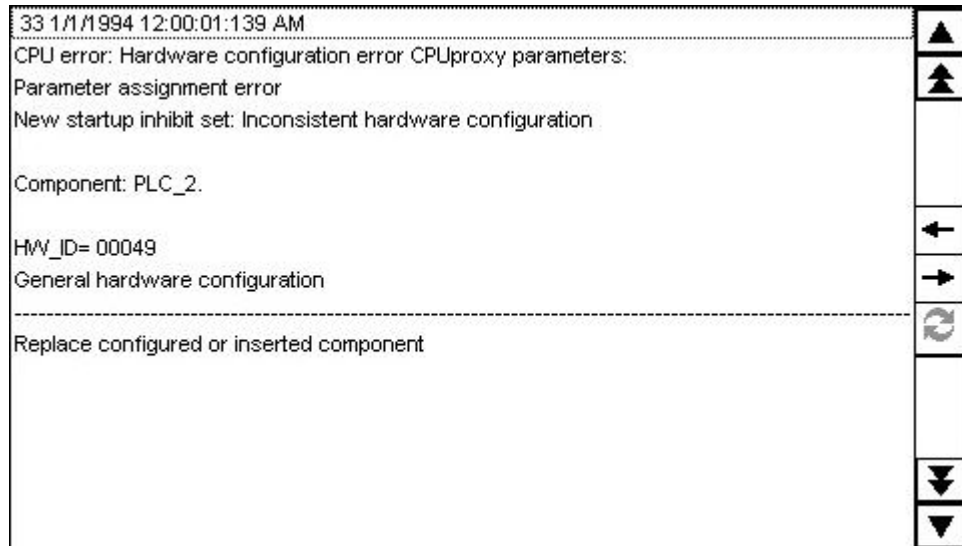 33 1/1/1994 12:00:01:139 AM
CPU error: Hardware configuration error CPUproxy parameters:
Parameter assignment error
New startup inhibit set: Inconsistent hardware configuration
Component: PLC_2.
HW_ID= 00049
General hardware configuration
--------------------------------------------------------------------------------
Replace configured or inserted component